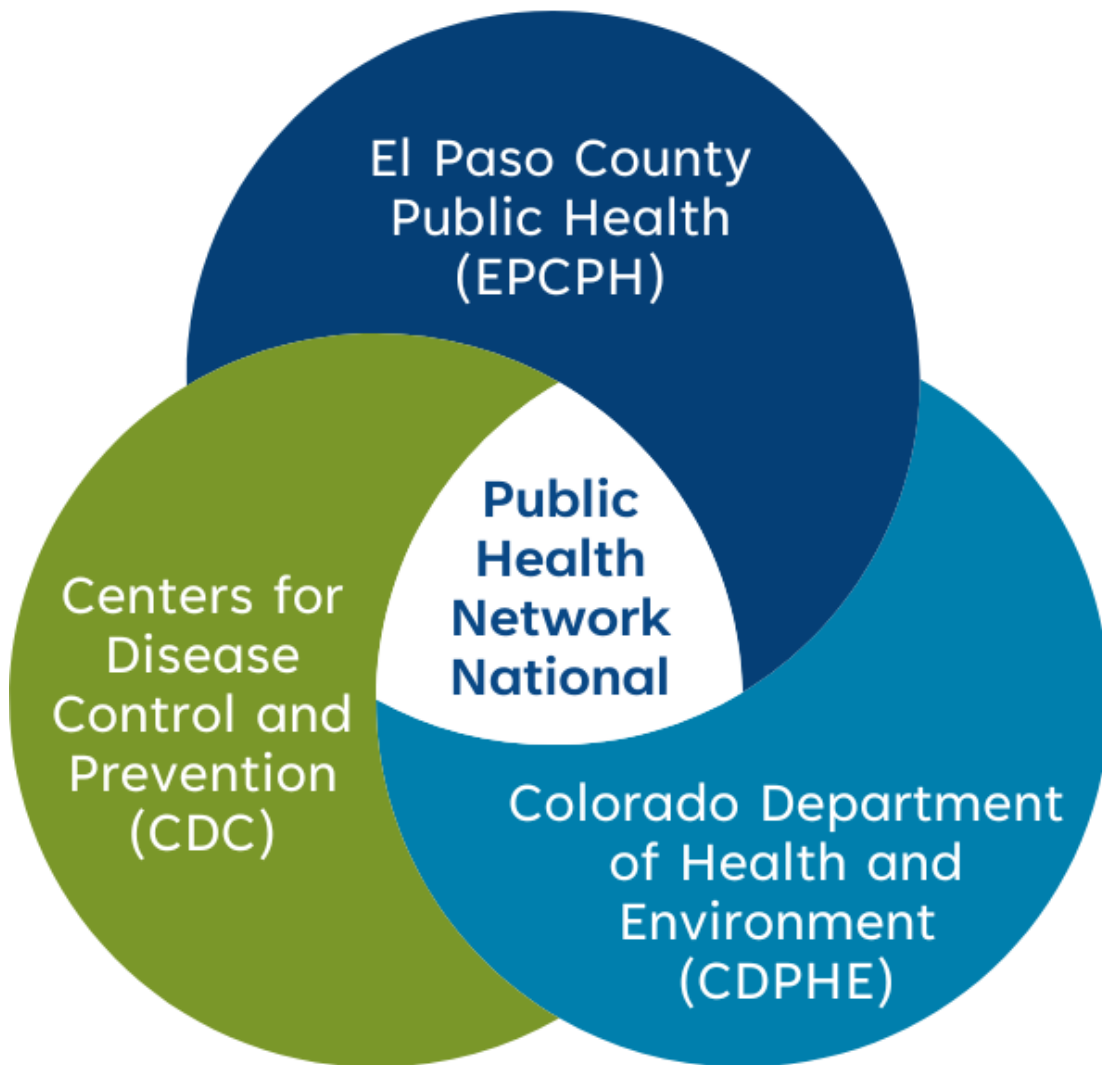 El Paso County
Public Health
(EPCPH)
Public
Health
Network
National
Centers for
Disease
Control and
Prevention
(CDC)
Colorado Department
of Health and
Environment
(CDPHE)